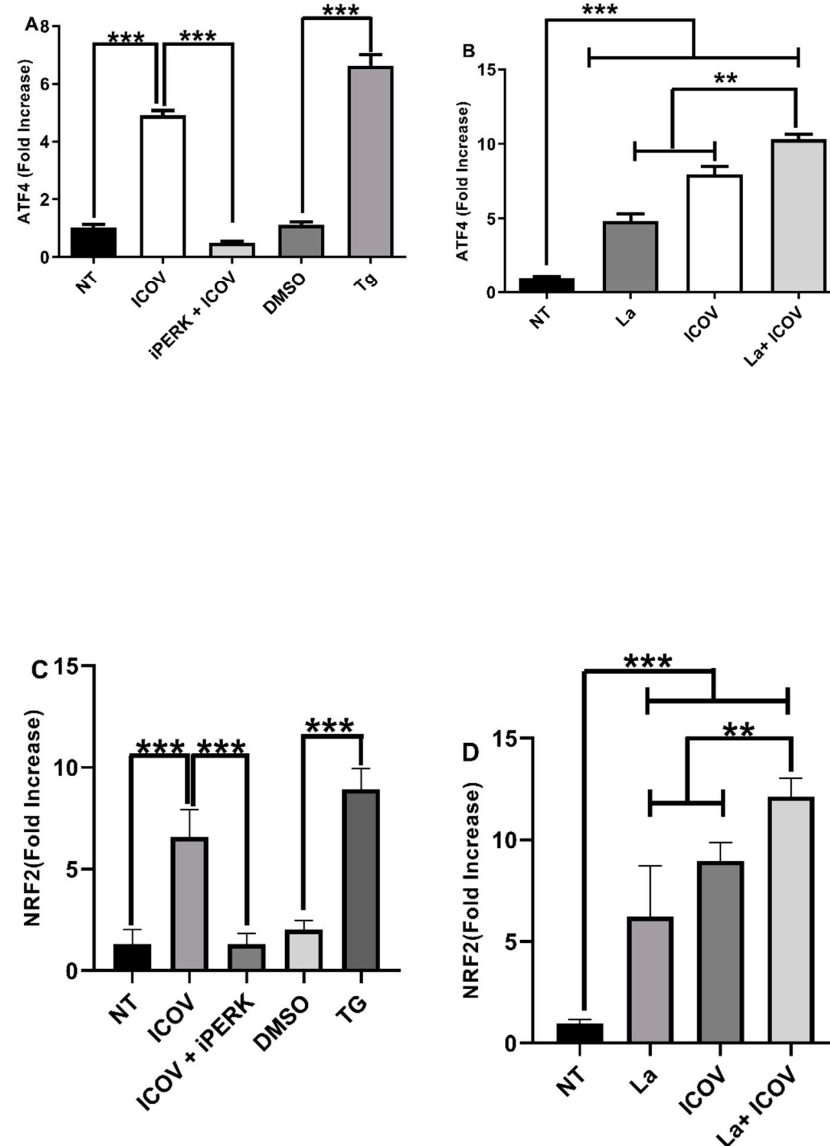 A
ATF4 (Fold Increase)
8
6
4
2
0
*** *** ***
NT
ICOV
iPERK + ICOV
DMSO
Tg
B
ATF4 (Fold Increase)
15
10
5
0
***
**
NT
La
ICOV
La+ ICOV
C
NRF2(Fold Increase)
15
10
5
0
*** *** ***
NT
ICOV
ICOV + iPERK
DMSO
TG
D
NRF2(Fold Increase)
15
10
5
0
***
**
NT
La
ICOV
La+ ICOV